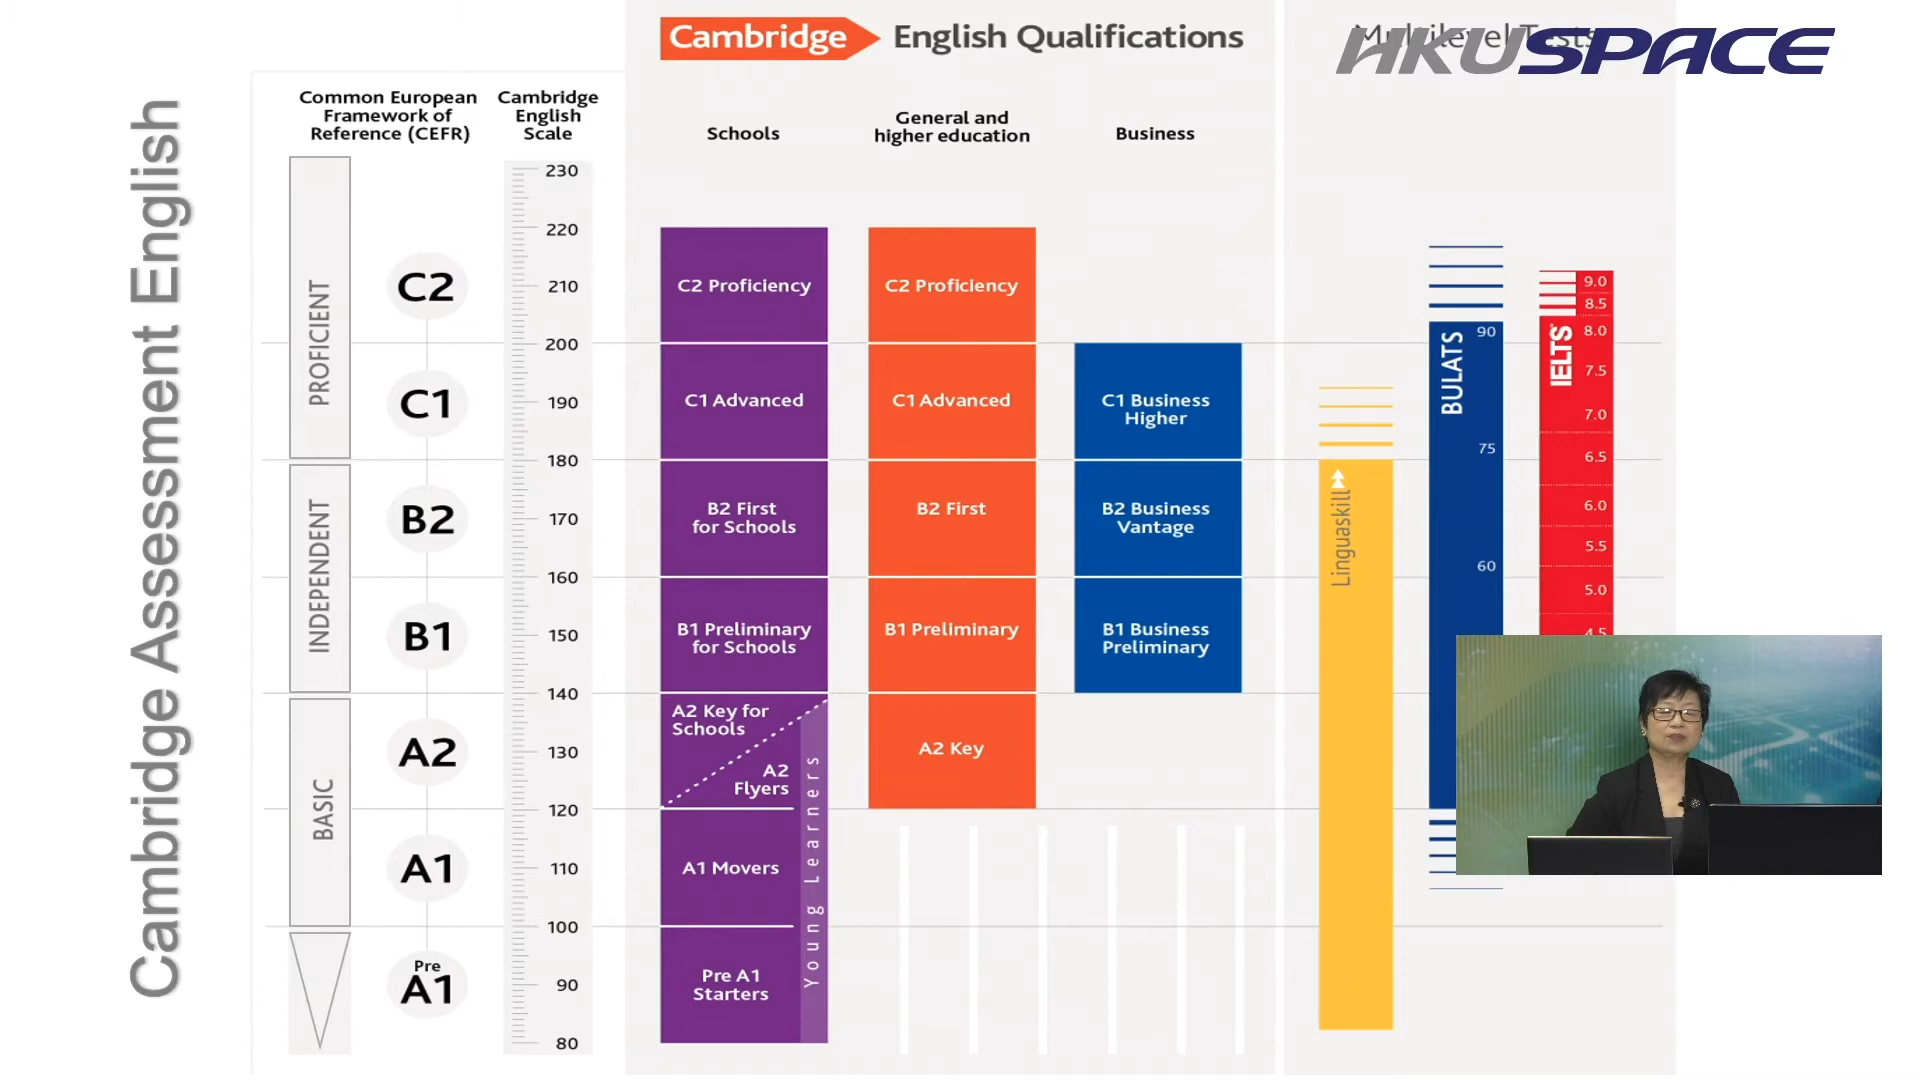 Cambridge Assessment English
Cambridge English Qualifications
Multilevel Tests
HKUSPACE
Common European
Framework of
Reference (CEFR)
Cambridge
English
Scale
Schools
General and
higher education
Business
PROFICIENT
INDEPENDENT
BASIC
C2
C1
B2
B1
A2
A1
Pre
A1
230
220
210
200
190
180
170
160
150
140
130
120
110
100
90
80
C2 Proficiency
C1 Advanced
B2 First
for Schools
B1 Preliminary
for Schools
A2 Key for
Schools
A2
Flyers
A1 Movers
Pre A1
Starters
Young Learners
C2 Proficiency
C1 Advanced
B2 First
B1 Preliminary
A2 Key
C1 Business
Higher
B2 Business
Vantage
B1 Business
Preliminary
Linguaskill
BULATS
90
75
60
IELTS
9.0
8.5
8.0
7.5
7.0
6.5
6.0
5.5
5.0
4.5